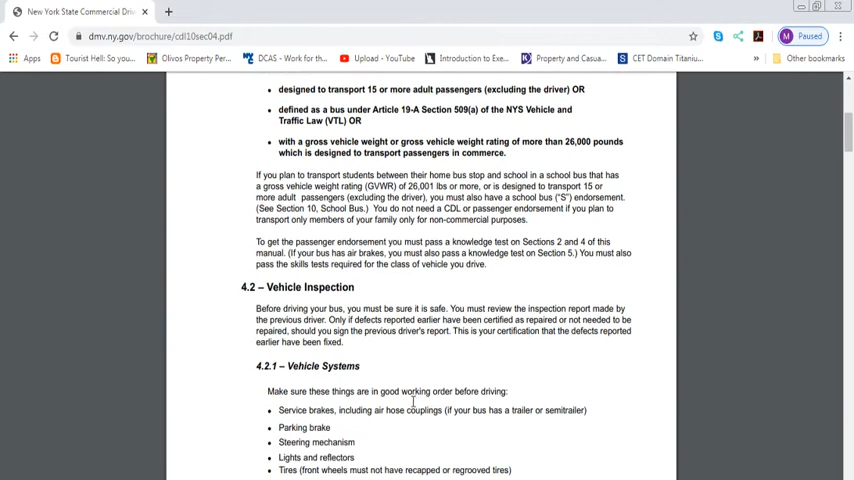 New York State Commercial Driv
dmv.ny.gov/brochure/cdl10sec04.pdf
M Paused
Apps Tourist Hell: So you... Olivos Property Per... DCAS - Work for th... Upload - YouTube Introduction to Exce... Property and Casua... CET Domain Titaniu... » Other bookmarks
• designed to transport 15 or more adult passengers (excluding the driver) OR
• defined as a bus under Article 19-A Section 509(a) of the NYS Vehicle and
Traffic Law (VTL) OR
• with a gross vehicle weight or gross vehicle weight rating of more than 26,000 pounds
which is designed to transport passengers in commerce.
If you plan to transport students between their home bus stop and school in a school bus that has
a gross vehicle weight rating (GVWR) of 26,001 lbs or more, or is designed to transport 15 or
more adult passengers (excluding the driver), you must also have a school bus ("S") endorsement.
(See Section 10, School Bus.) You do not need a CDL or passenger endorsement if you plan to
transport only members of your family only for non-commercial purposes.
To get the passenger endorsement you must pass a knowledge test on Sections 2 and 4 of this
manual. (If your bus has air brakes, you must also pass a knowledge test on Section 5.) You must also
pass the skills tests required for the class of vehicle you drive.
4.2 – Vehicle Inspection
Before driving your bus, you must be sure it is safe. You must review the inspection report made by
the previous driver. Only if defects reported earlier have been certified as repaired or not needed to be
repaired, should you sign the previous driver's report. This is your certification that the defects reported
earlier have been fixed.
4.2.1 – Vehicle Systems
Make sure these things are in good working order before driving:
• Service brakes, including air hose couplings (if your bus has a trailer or semitrailer)
• Parking brake
• Steering mechanism
• Lights and reflectors
• Tires (front wheels must not have recapped or regrooved tires)